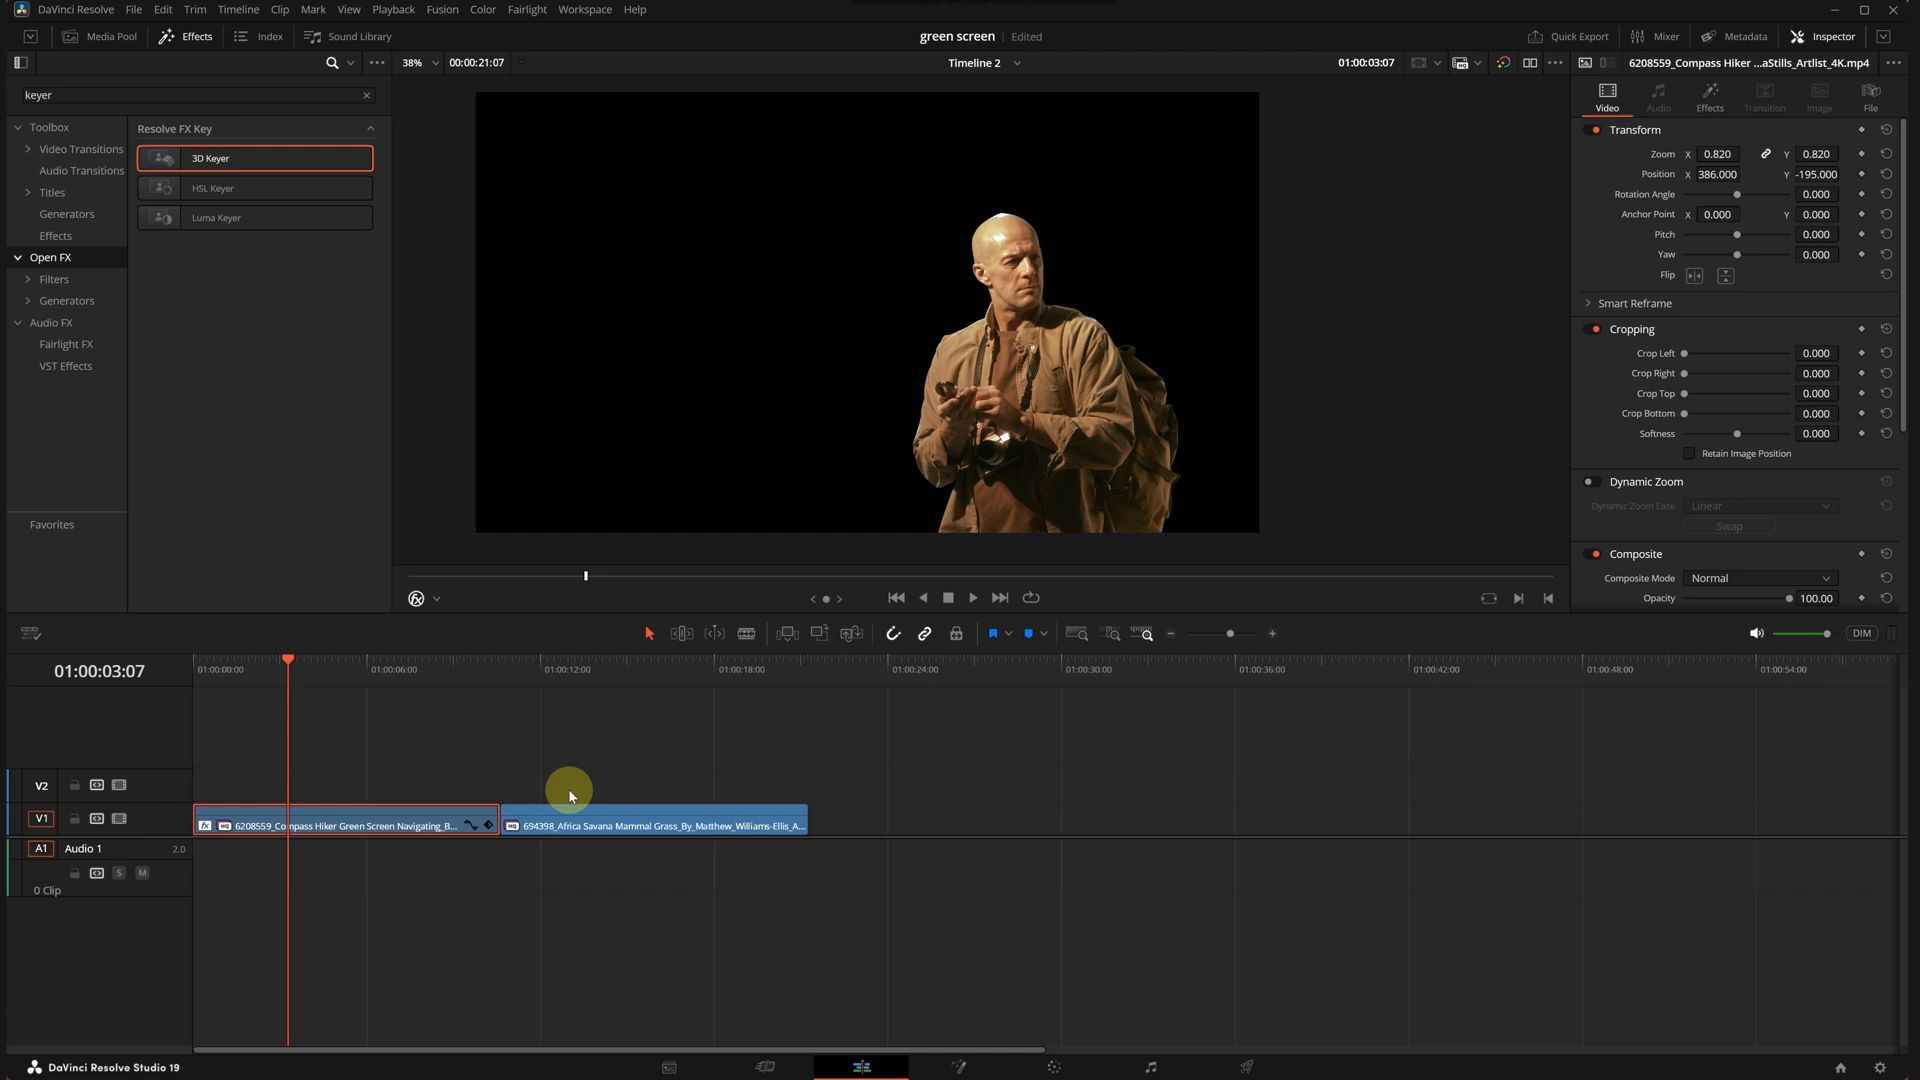 DaVinci Resolve File Edit Trim Timeline Clip Mark View Playback Fusion Color Fairlight Workspace Help
Media Pool Effects Index Sound Library green screen Edited Quick Export Mixer Metadata Inspector
38% 00:00:21:07 Timeline 2 01:00:03:07 6208559_Compass Hiker ...aStills_Artlist_4K.mp4
keyer
Video Audio Effects Transition Image File
Toolbox
Video Transitions
Audio Transitions
Titles
Generators
Effects
Open FX
Filters
Generators
Audio FX
Fairlight FX
VST Effects
Favorites
Resolve FX Key
3D Keyer
HSL Keyer
Luma Keyer
Transform
Zoom X 0.820 Y 0.820
Position X 386.000 Y -195.000
Rotation Angle 0.000
Anchor Point X 0.000 Y 0.000
Pitch 0.000
Yaw 0.000
Flip
Smart Reframe
Cropping
Crop Left 0.000
Crop Right 0.000
Crop Top 0.000
Crop Bottom 0.000
Softness 0.000
Retain Image Position
Dynamic Zoom
Dynamic Zoom Ease Linear
Swap
Composite
Composite Mode Normal
Opacity 100.00
DIM
01:00:03:07 01:00:00:00 01:00:06:00 01:00:12:00 01:00:18:00 01:00:24:00 01:00:30:00 01:00:36:00 01:00:42:00 01:00:48:00 01:00:54:00
V2
V1 6208559_Compass Hiker Green Screen Navigating_B... HQ 694398_Africa Savana Mammal Grass_By_Matthew_Williams-Ellis_A...
A1 Audio 1 2.0
S M
0 Clip
DaVinci Resolve Studio 19